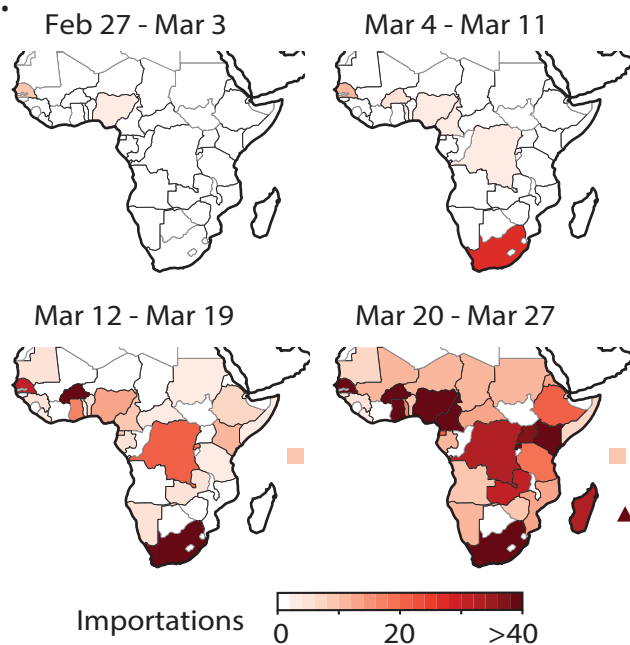 Feb 27 - Mar 3
Mar 4 - Mar 11
Mar 12 - Mar 19
Mar 20 - Mar 27
Importations
0
20
>40